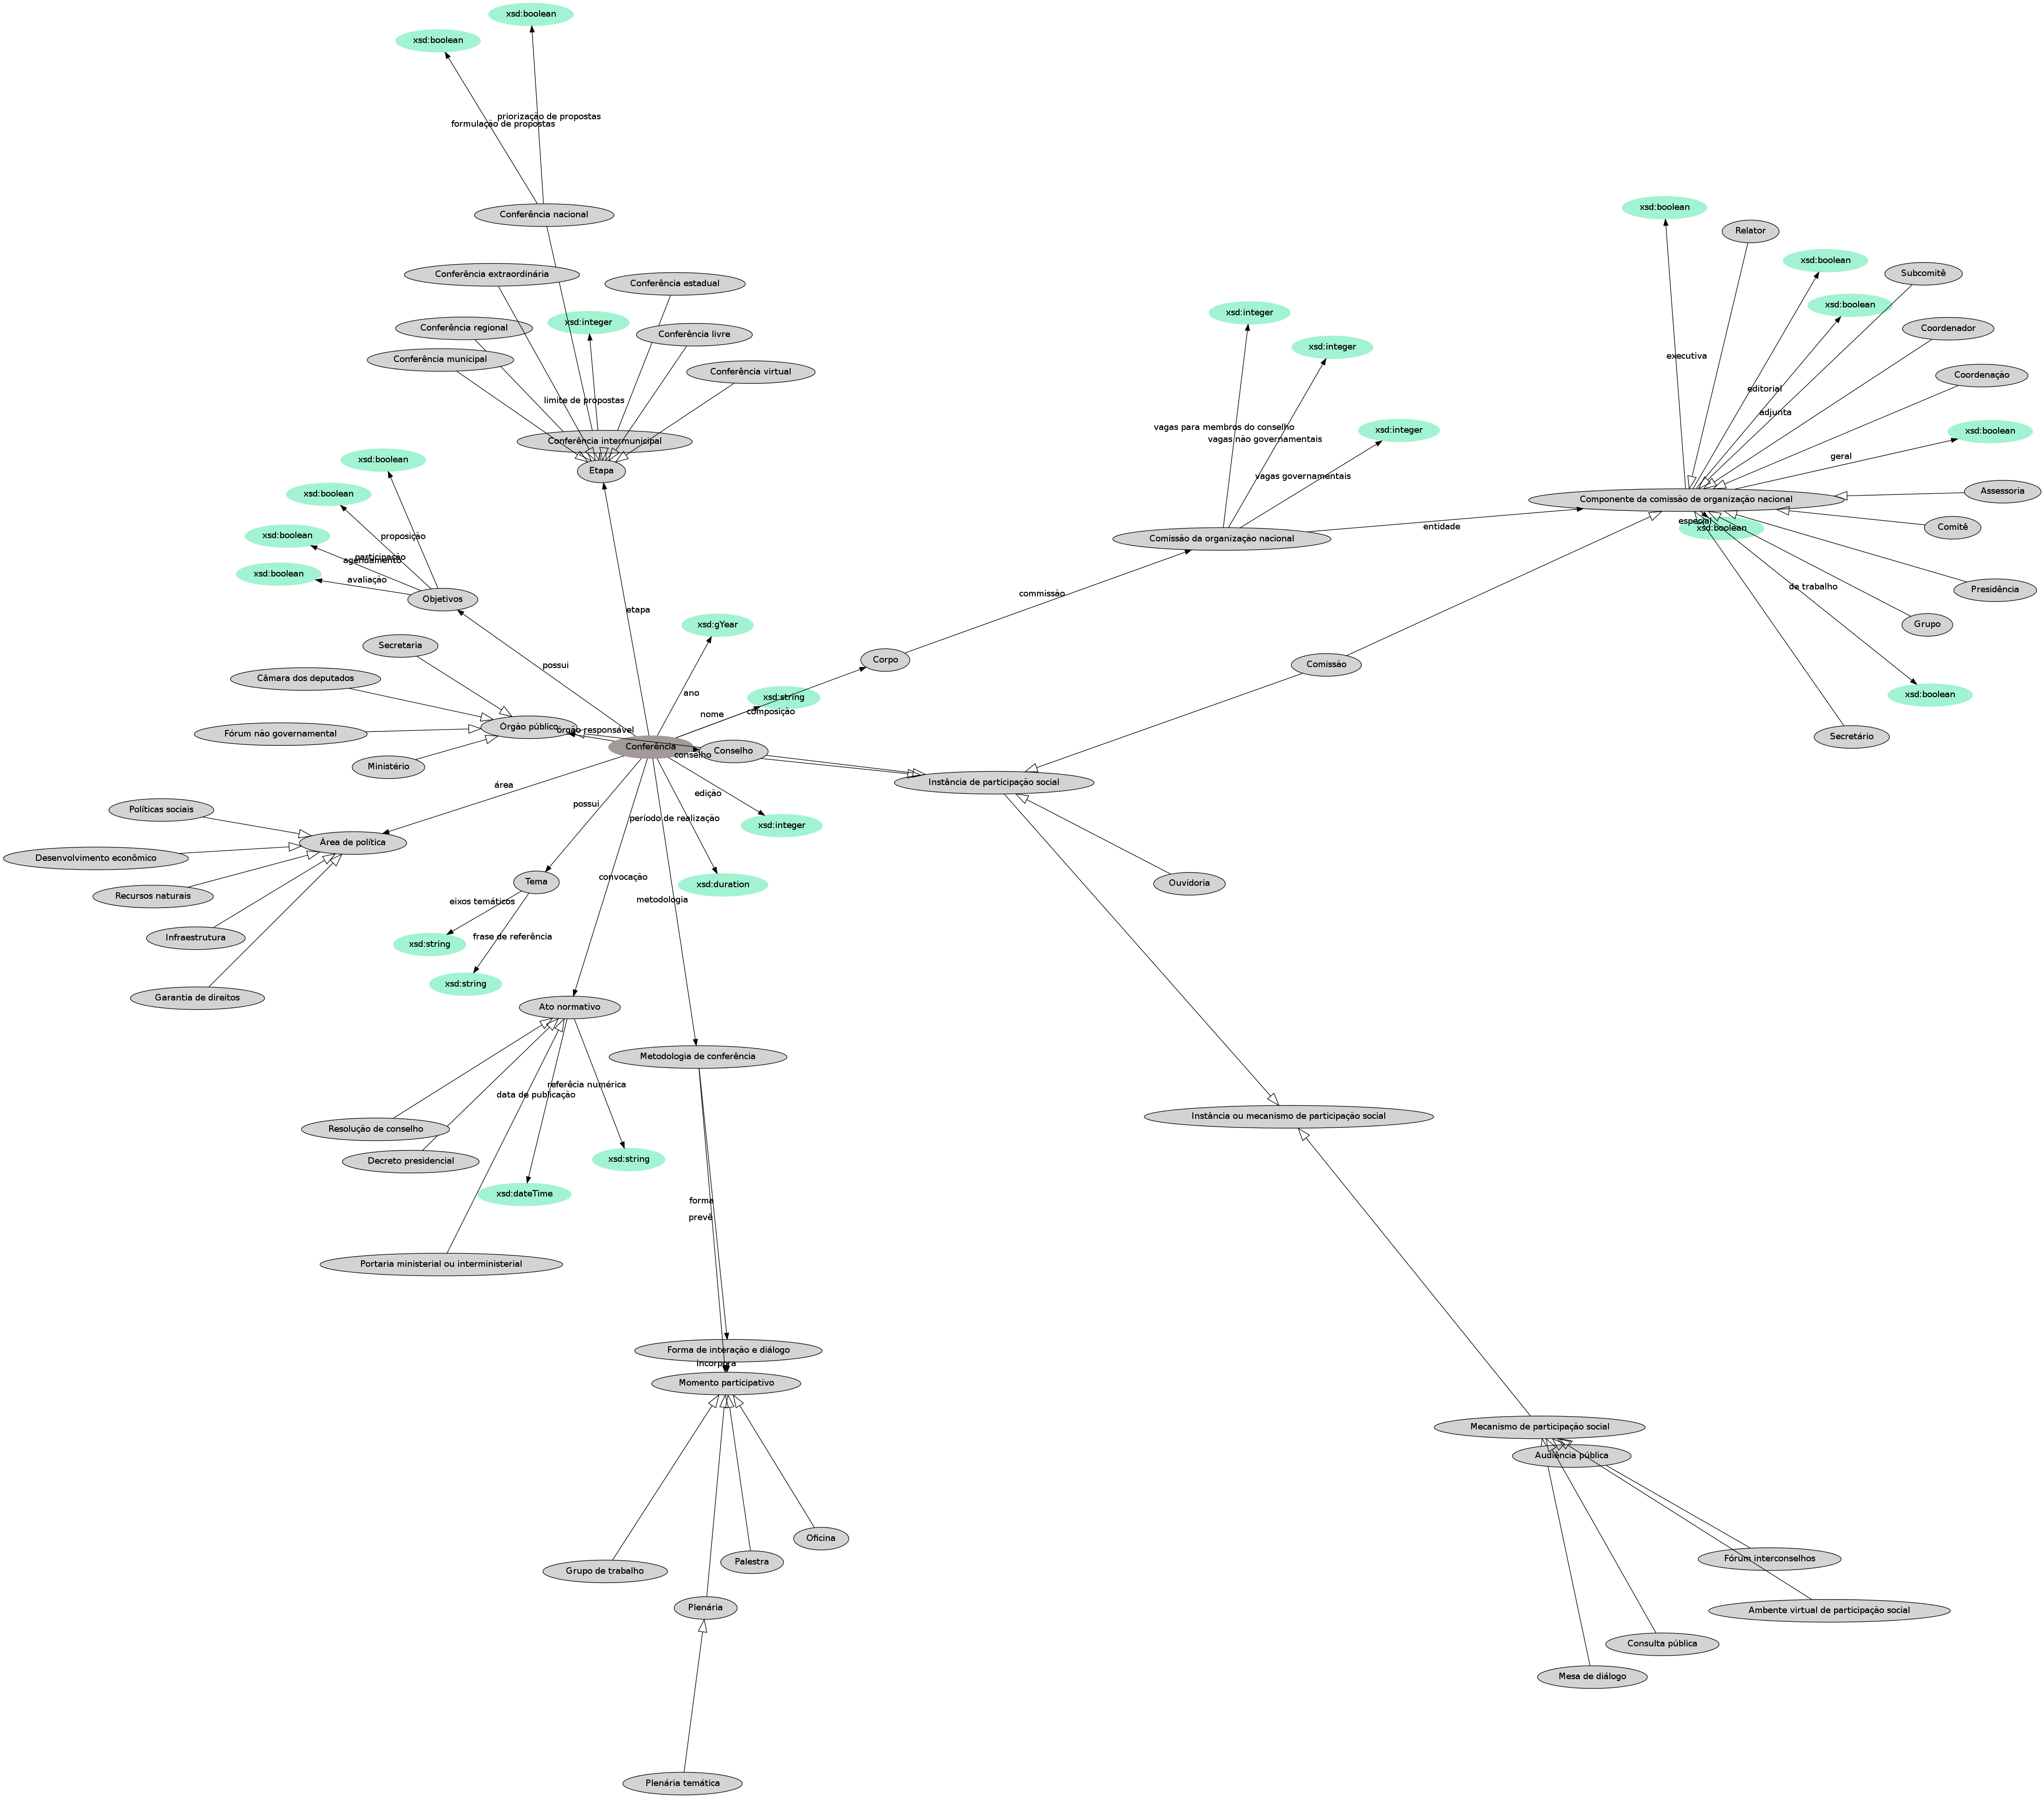 xsd:boolean
xsd:boolean
priorização de propostas
formulação de propostas
Conferência nacional
Conferência extraordinária
Conferência estadual
Conferência regional
xsd:integer
Conferência livre
Conferência municipal
Conferência virtual
limite de propostas
Conferência intermunicipal
Etapa
xsd:boolean
xsd:boolean
xsd:boolean
xsd:boolean
proposição
participação
agendamento
avaliação
Objetivos
etapa
xsd:gYear
Secretaria
Câmara dos deputados
possui
ano
xsd:string
nome
composição
Fórum não governamental
Órgão público
órgão responsável
Ministério
Conferência
Conselho
conselho
Corpo
commissão
xsd:integer
xsd:integer
xsd:integer
vagas para membros do conselho
vagas não governamentais
vagas governamentais
Comissão da organização nacional
entidade
xsd:boolean
Relator
xsd:boolean
Subcomitê
xsd:boolean
Coordenador
executiva
Coordenação
editorial
adjunta
xsd:boolean
geral
Componente da comissão de organização nacional
Assessoria
especial
xsd:boolean
Comitê
de trabalho
Presidência
Grupo
Comissão
xsd:boolean
Secretário
Instância de participação social
Ouvidoria
área
possui
edição
período de realização
xsd:integer
Políticas sociais
Área de política
Desenvolvimento econômico
Recursos naturais
Infraestrutura
Garantia de direitos
Tema
convocação
xsd:duration
metodologia
eixos temáticos
frase de referência
xsd:string
xsd:string
Ato normativo
Metodologia de conferência
referêcia numérica
data de publicação
Resolução de conselho
Decreto presidencial
xsd:string
xsd:dateTime
forma
prevê
Portaria ministerial ou interministerial
Instância ou mecanismo de participação social
Forma de interação e diálogo
incorpora
Momento participativo
Mecanismo de participação social
Audiência pública
Oficina
Palestra
Grupo de trabalho
Plenária
Plenária temática
Fórum interconselhos
Ambente virtual de participação social
Consulta pública
Mesa de diálogo